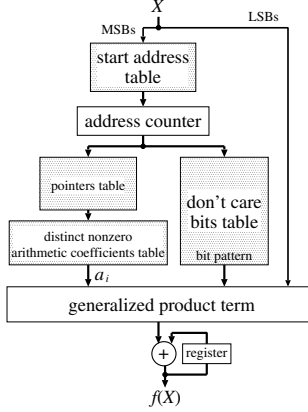 X
MSBs
LSBs
start address
table
address counter
pointers table
don't care
bits table
distinct nonzero
arithmetic coefficients table
bit pattern
a i
generalized product term
+
register
f(X)